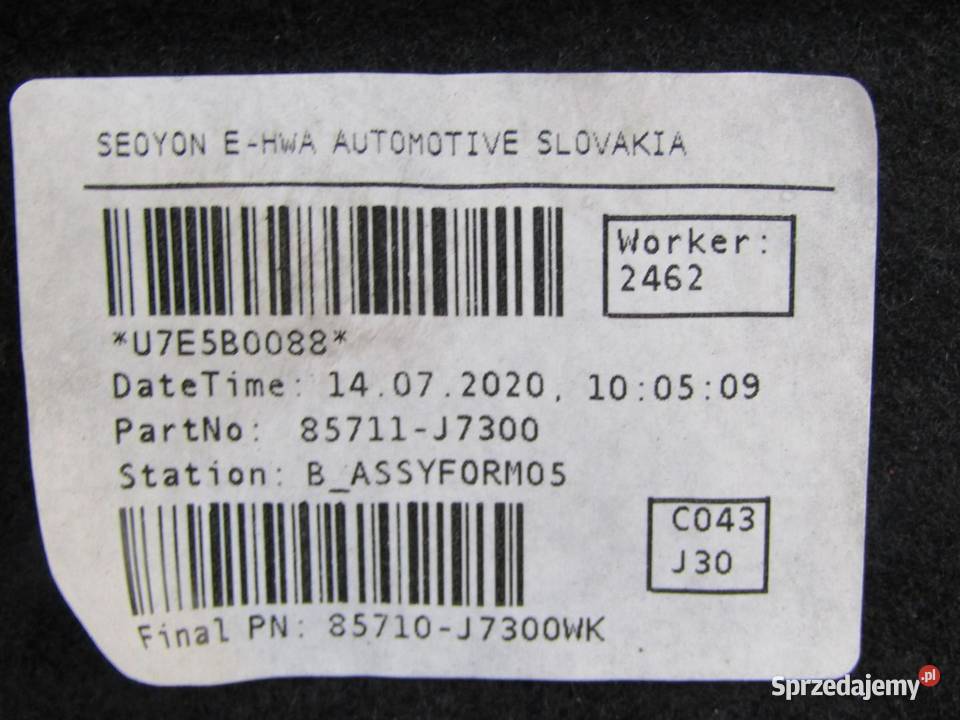 SEOYON E-HWA AUTOMOTIVE SLOVAKIA
Worker:
2462
*U7E5B0088*
DateTime: 14.07.2020, 10:05:09
PartNo: 85711-J7300
Station: B_ASSYFORM05
C043
J30
Final PN: 85710-J7300WK
Sprzedajemy.pl